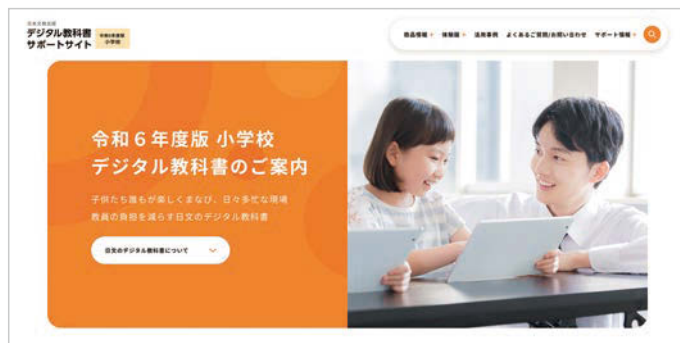 日本文教出版
デジタル教科書
サポートサイト
令和6年度版
小学校
商品情報
体験版
活用事例
よくあるご質問/お問い合わせ
サポート情報
令和6年度版 小学校
デジタル教科書のご案内
子供たち誰もが楽しくまなび、日々多忙な現場
教員の負担を減らす日文のデジタル教科書
日文のデジタル教科書について